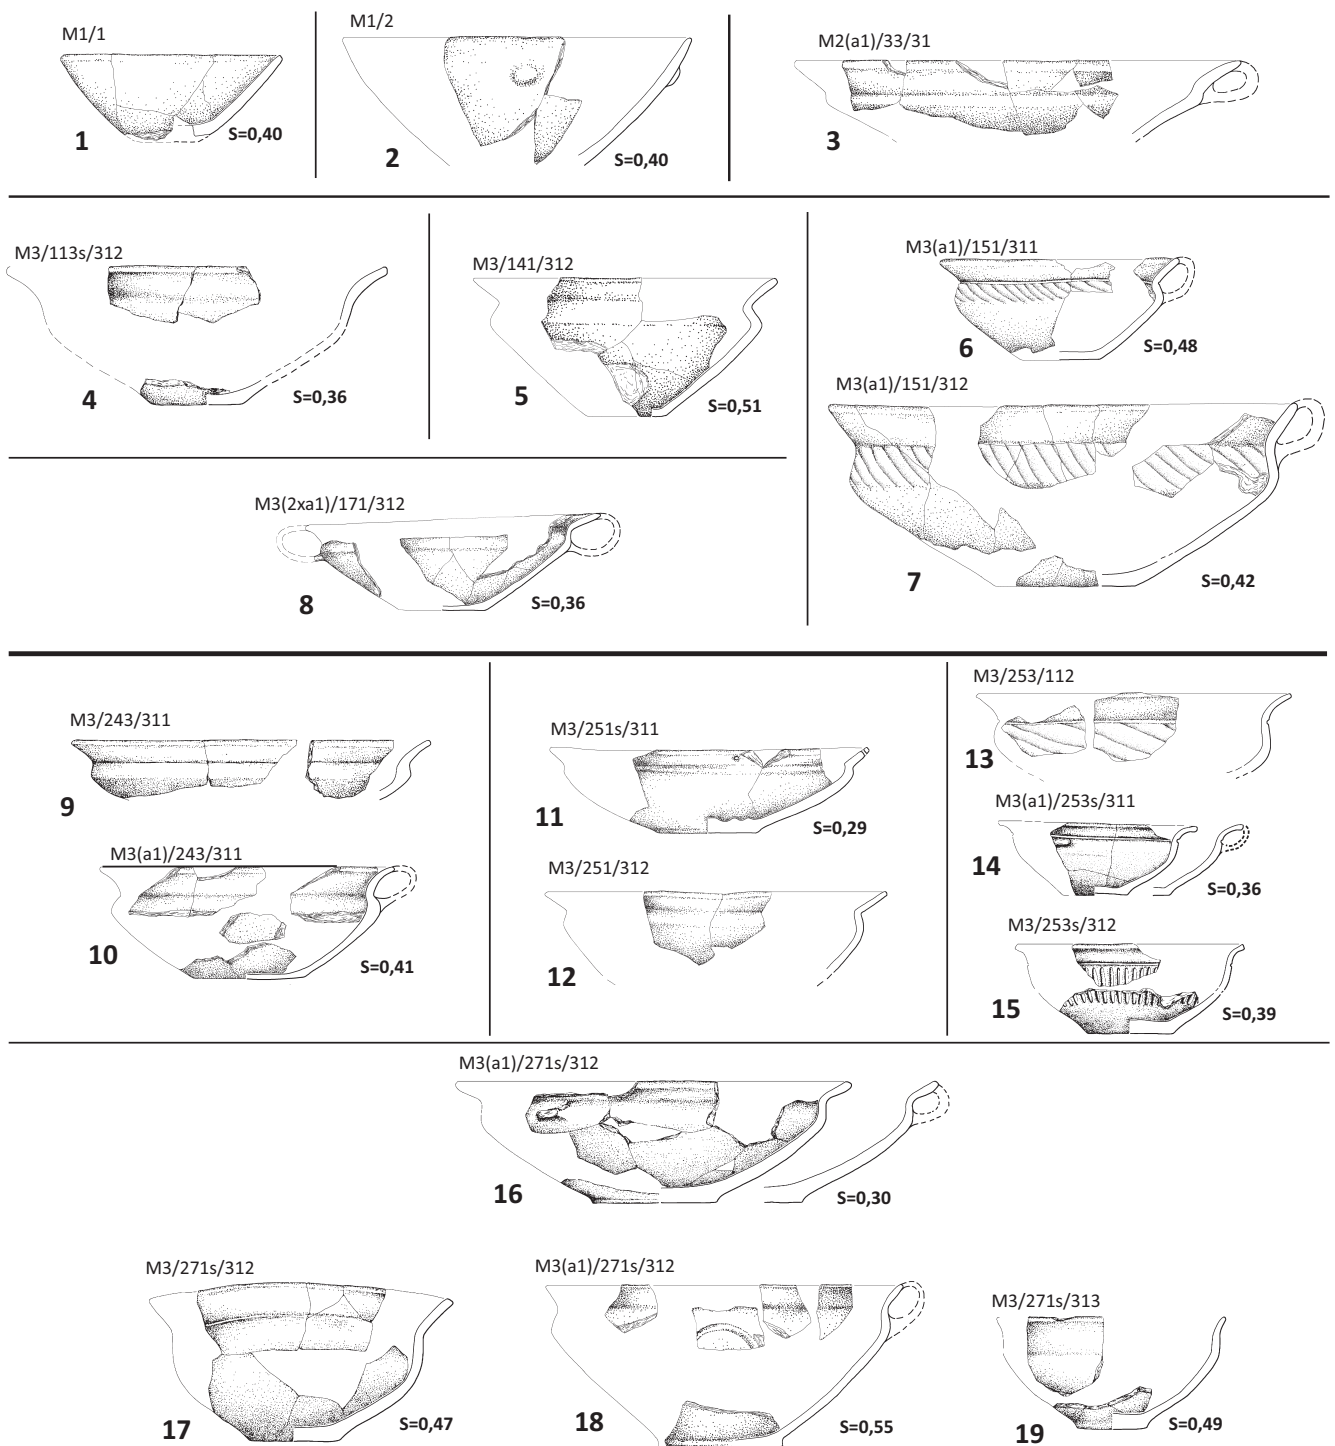 M1/1
1
S=0,40
M1/2
2
S=0,40
M2(a1)/33/31
3
M3/113s/312
4
S=0,36
M3/141/312
5
S=0,51
M3(a1)/151/311
6
S=0,48
M3(a1)/151/312
7
S=0,42
M3(2xa1)/171/312
8
S=0,36
M3/243/311
9
M3(a1)/243/311
10
S=0,41
M3/251s/311
11
S=0,29
M3/251/312
12
M3/253/112
13
M3(a1)/253s/311
14
S=0,36
M3/253s/312
15
S=0,39
M3(a1)/271s/312
16
S=0,30
M3/271s/312
17
S=0,47
M3(a1)/271s/312
18
S=0,55
M3/271s/313
19
S=0,49